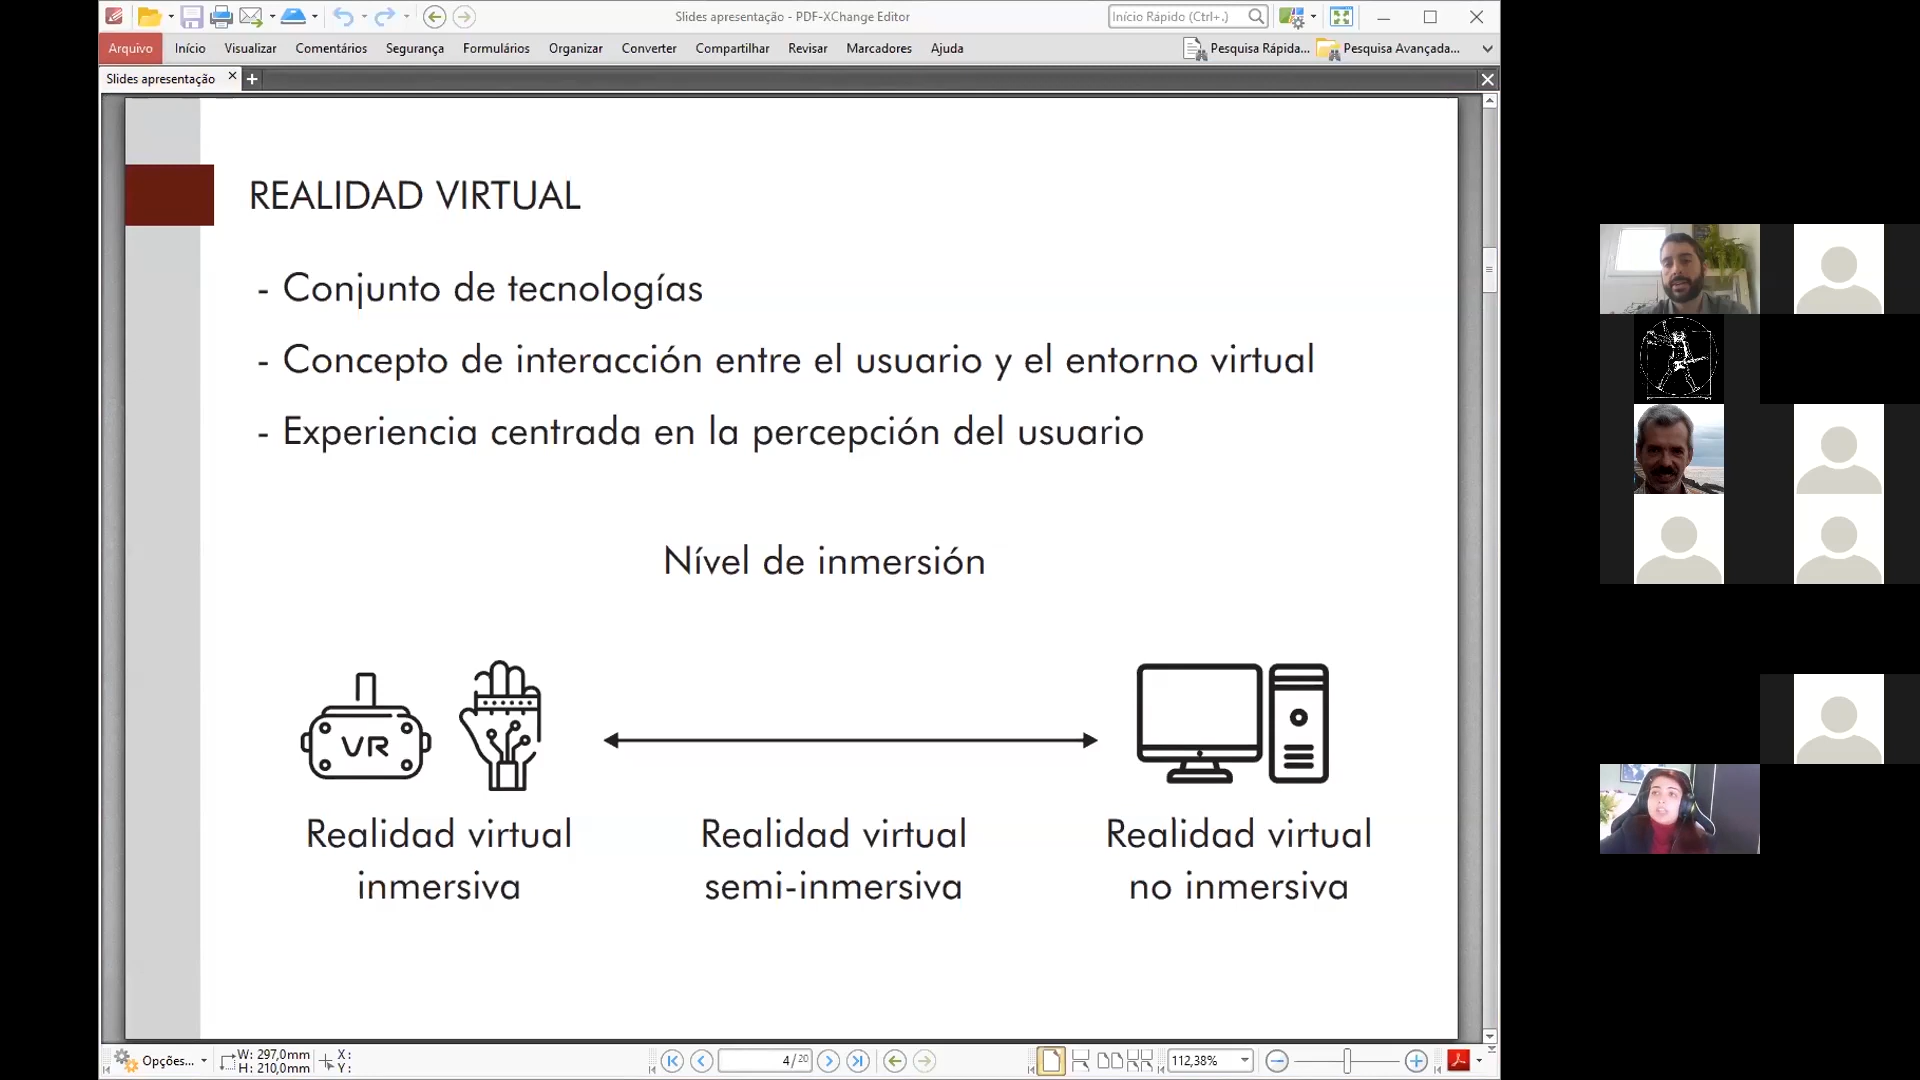 Slides apresentação - PDF-XChange Editor
Início Rápido (Ctrl+.)
Arquivo Início Visualizar Comentários Segurança Formulários Organizar Converter Compartilhar Revisar Marcadores Ajuda Pesquisa Rápida... Pesquisa Avançada...
Slides apresentação
REALIDAD VIRTUAL
- Conjunto de tecnologías
- Concepto de interacción entre el usuario y el entorno virtual
- Experiencia centrada en la percepción del usuario
Nível de inmersión
VR
Realidad virtual
inmersiva
Realidad virtual
semi-inmersiva
Realidad virtual
no inmersiva
Opções...
W: 297,0mm
H: 210,0mm
X:
Y:
4/20
112,38%